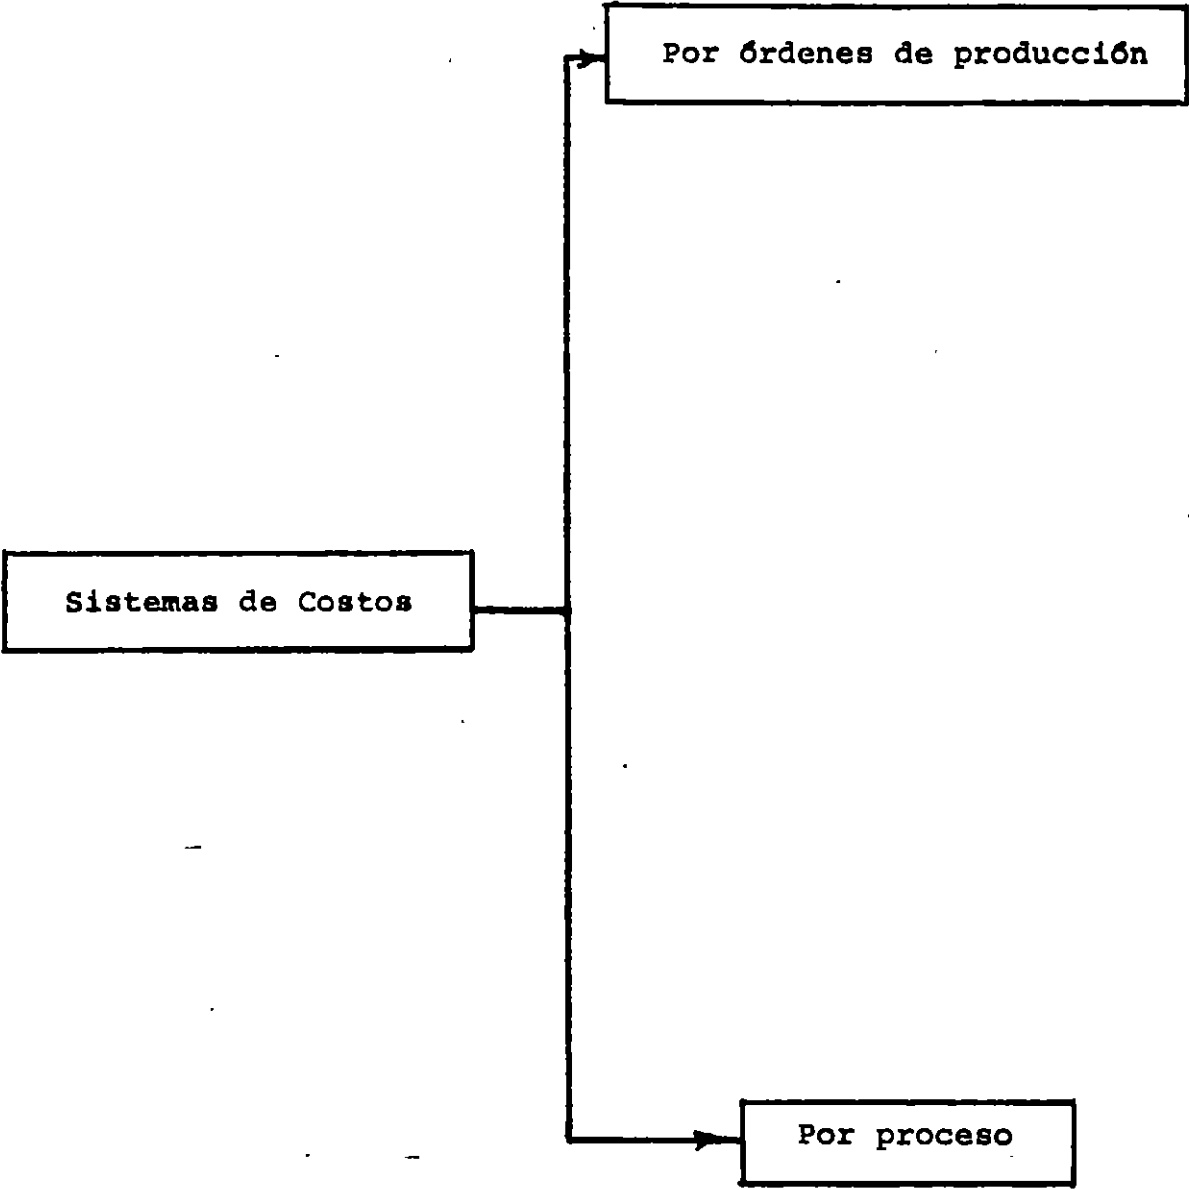 Por órdenes de producción
Sistemas de Costos
Por proceso